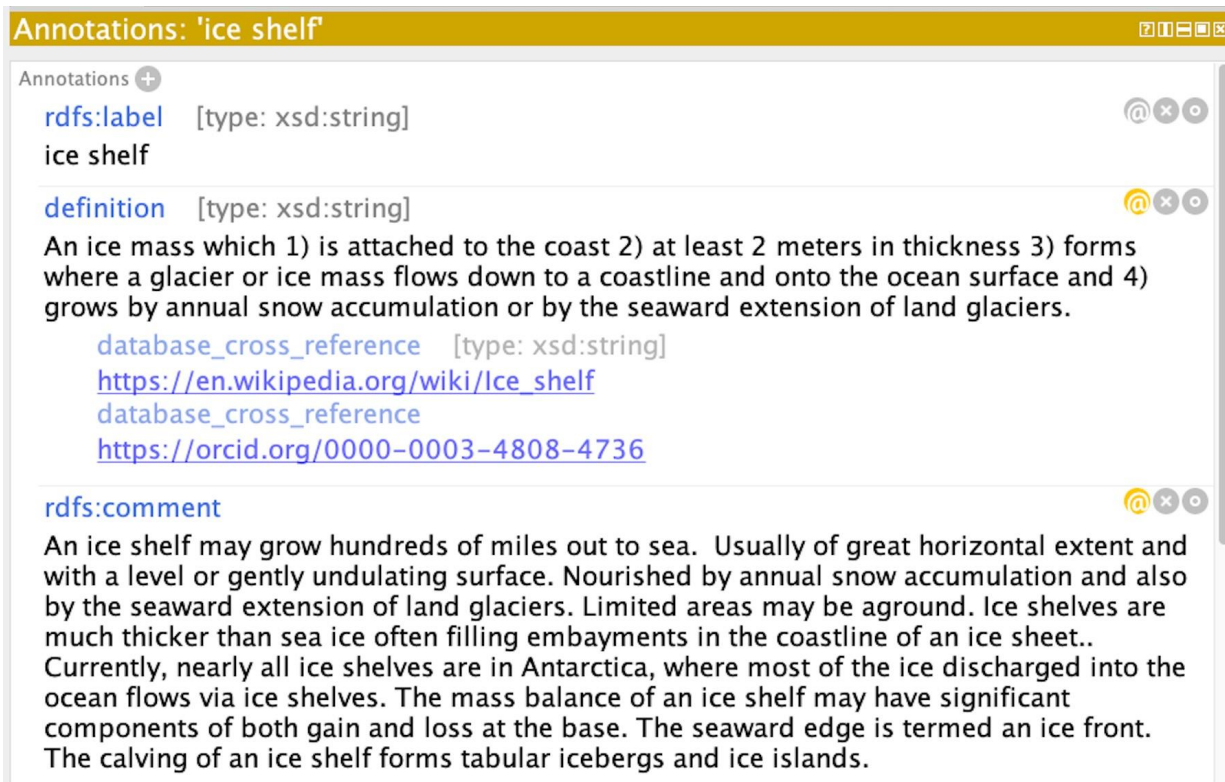 Annotations: 'ice shelf'
Annotations
rdfs:label [type: xsd:string]
ice shelf
definition [type: xsd:string]
An ice mass which 1) is attached to the coast 2) at least 2 meters in thickness 3) forms
where a glacier or ice mass flows down to a coastline and onto the ocean surface and 4)
grows by annual snow accumulation or by the seaward extension of land glaciers.
database_cross_reference [type: xsd:string]
https://en.wikipedia.org/wiki/Ice_shelf
database_cross_reference
https://orcid.org/0000-0003-4808-4736
rdfs:comment
An ice shelf may grow hundreds of miles out to sea.  Usually of great horizontal extent and
with a level or gently undulating surface. Nourished by annual snow accumulation and also
by the seaward extension of land glaciers. Limited areas may be aground. Ice shelves are
much thicker than sea ice often filling embayments in the coastline of an ice sheet..
Currently, nearly all ice shelves are in Antarctica, where most of the ice discharged into the
ocean flows via ice shelves. The mass balance of an ice shelf may have significant
components of both gain and loss at the base. The seaward edge is termed an ice front.
The calving of an ice shelf forms tabular icebergs and ice islands.